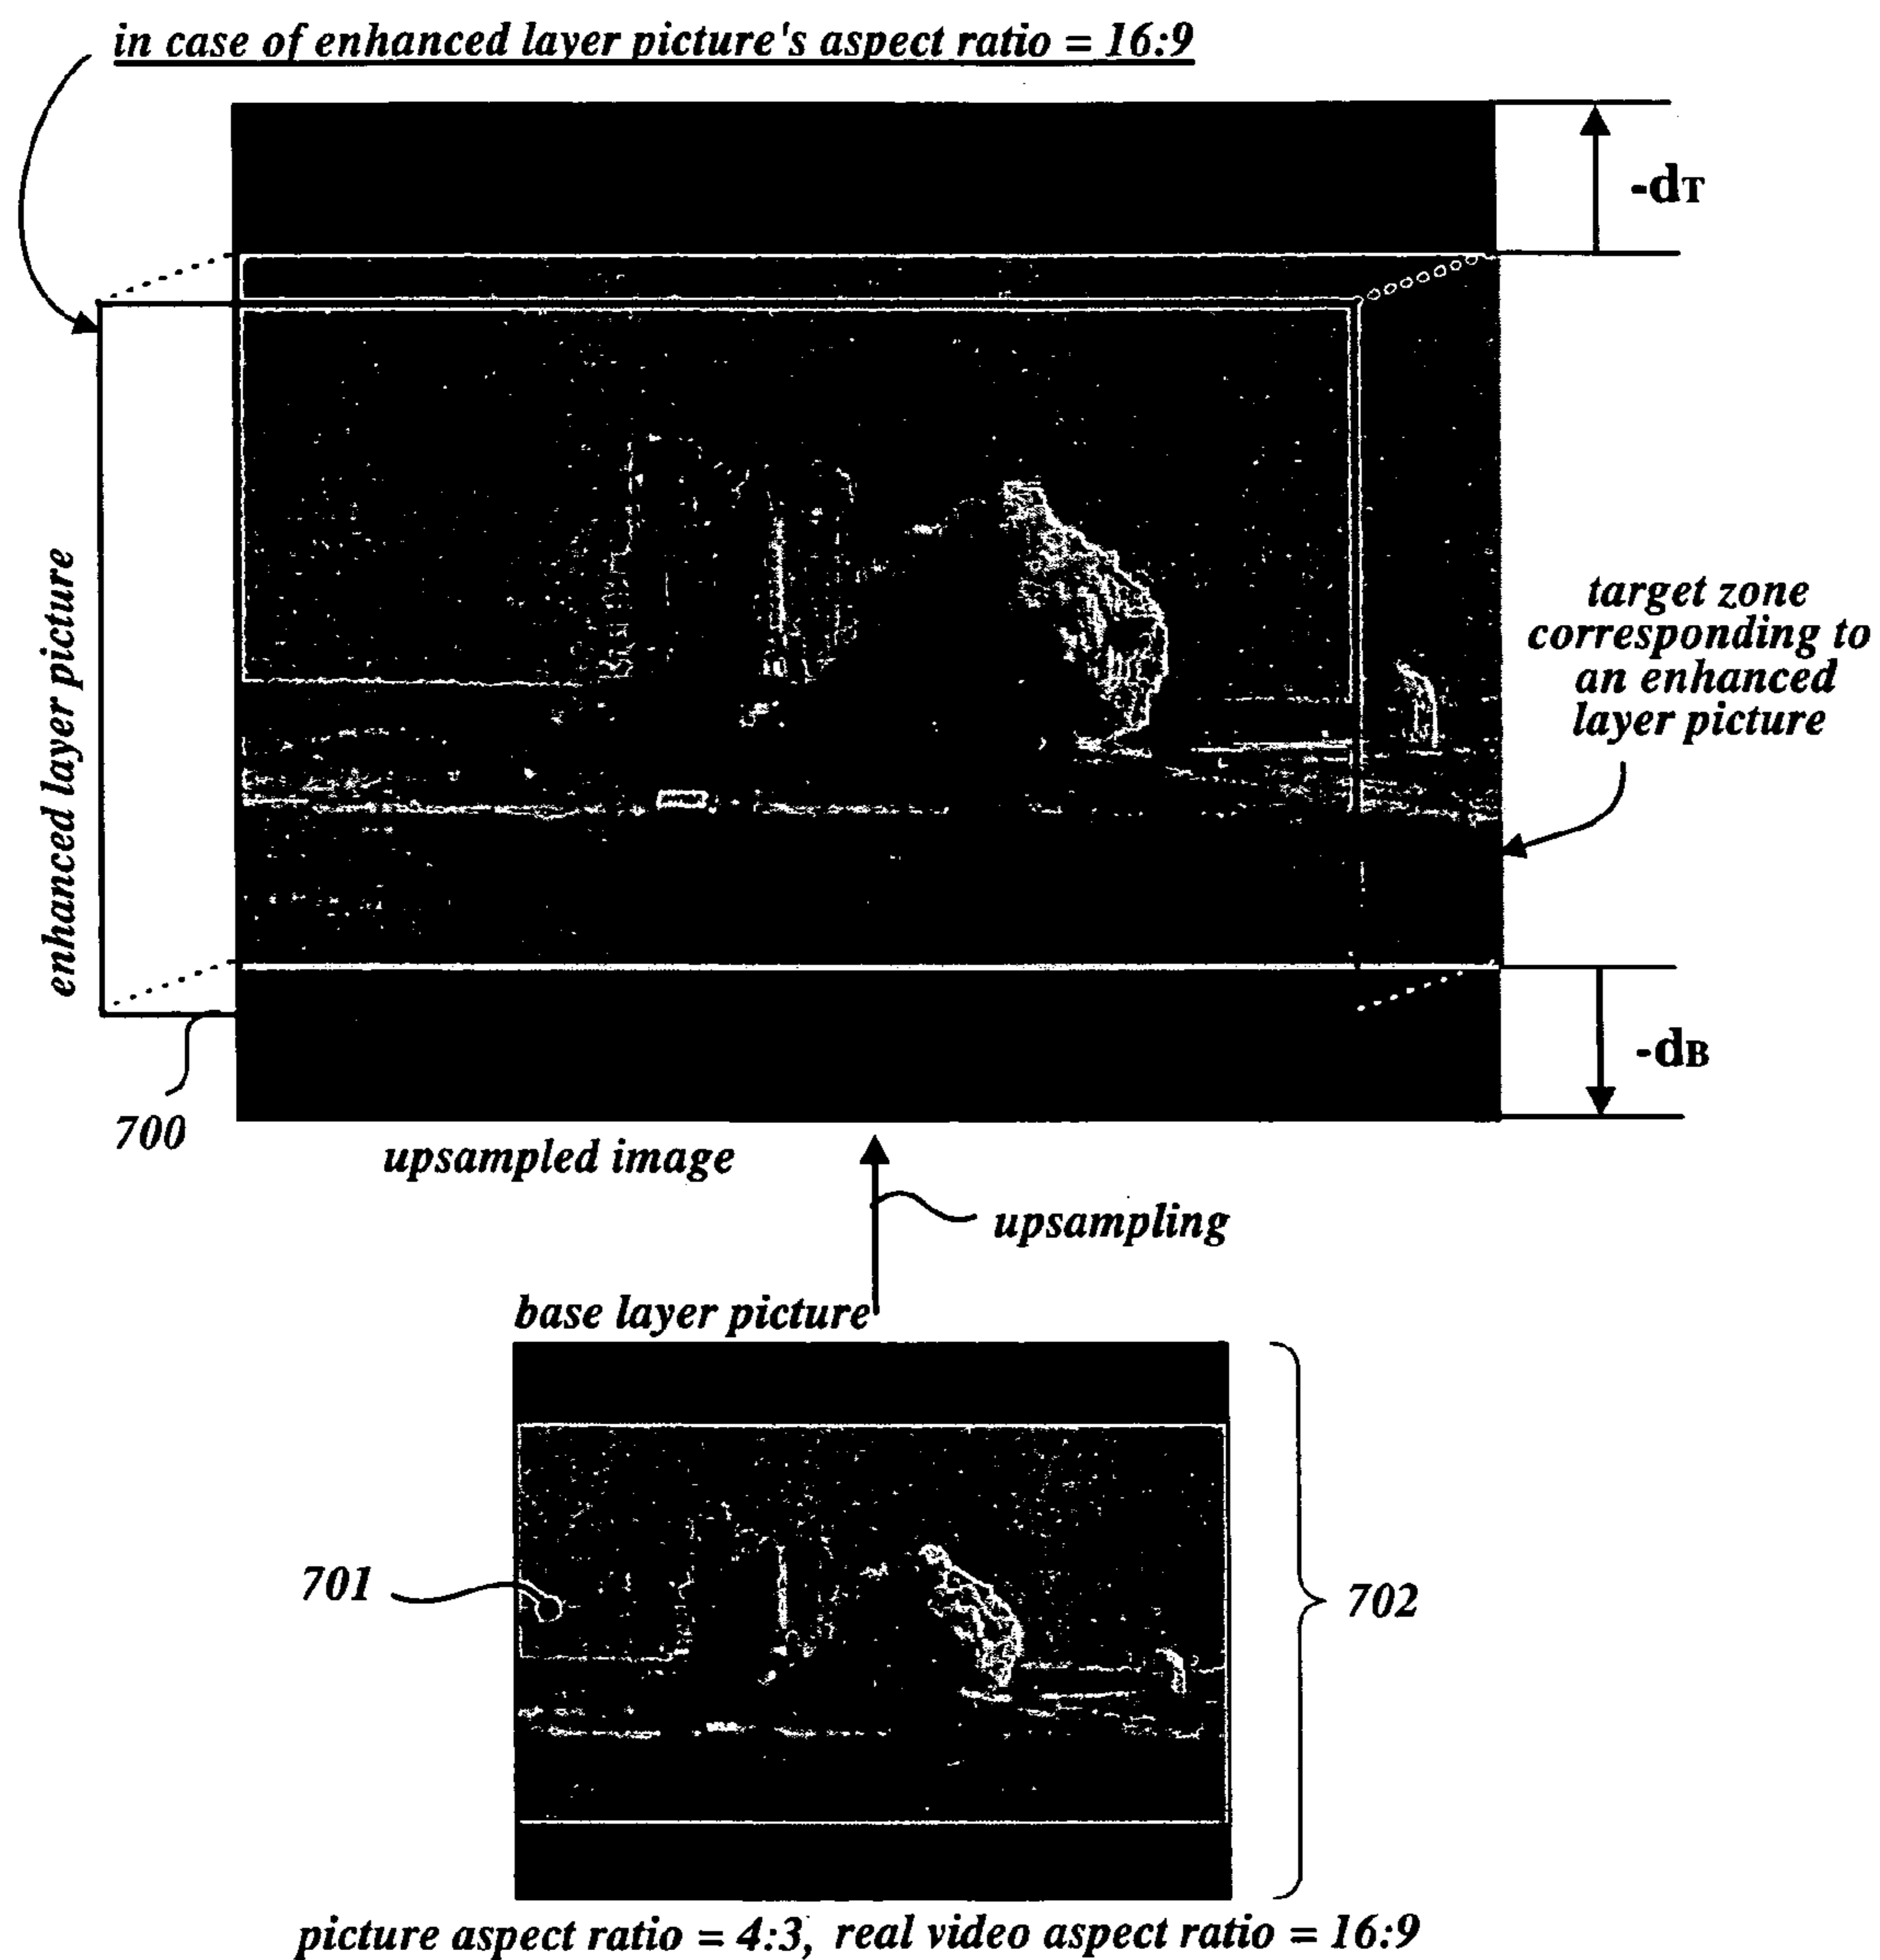 in case of enhanced layer picture's aspect ratio = 16:9
-dT
enhanced layer picture
target zone
corresponding to
an enhanced
layer picture
-dB
700
upsampled image
upsampling
base layer picture
701
702
picture aspect ratio = 4:3, real video aspect ratio = 16:9